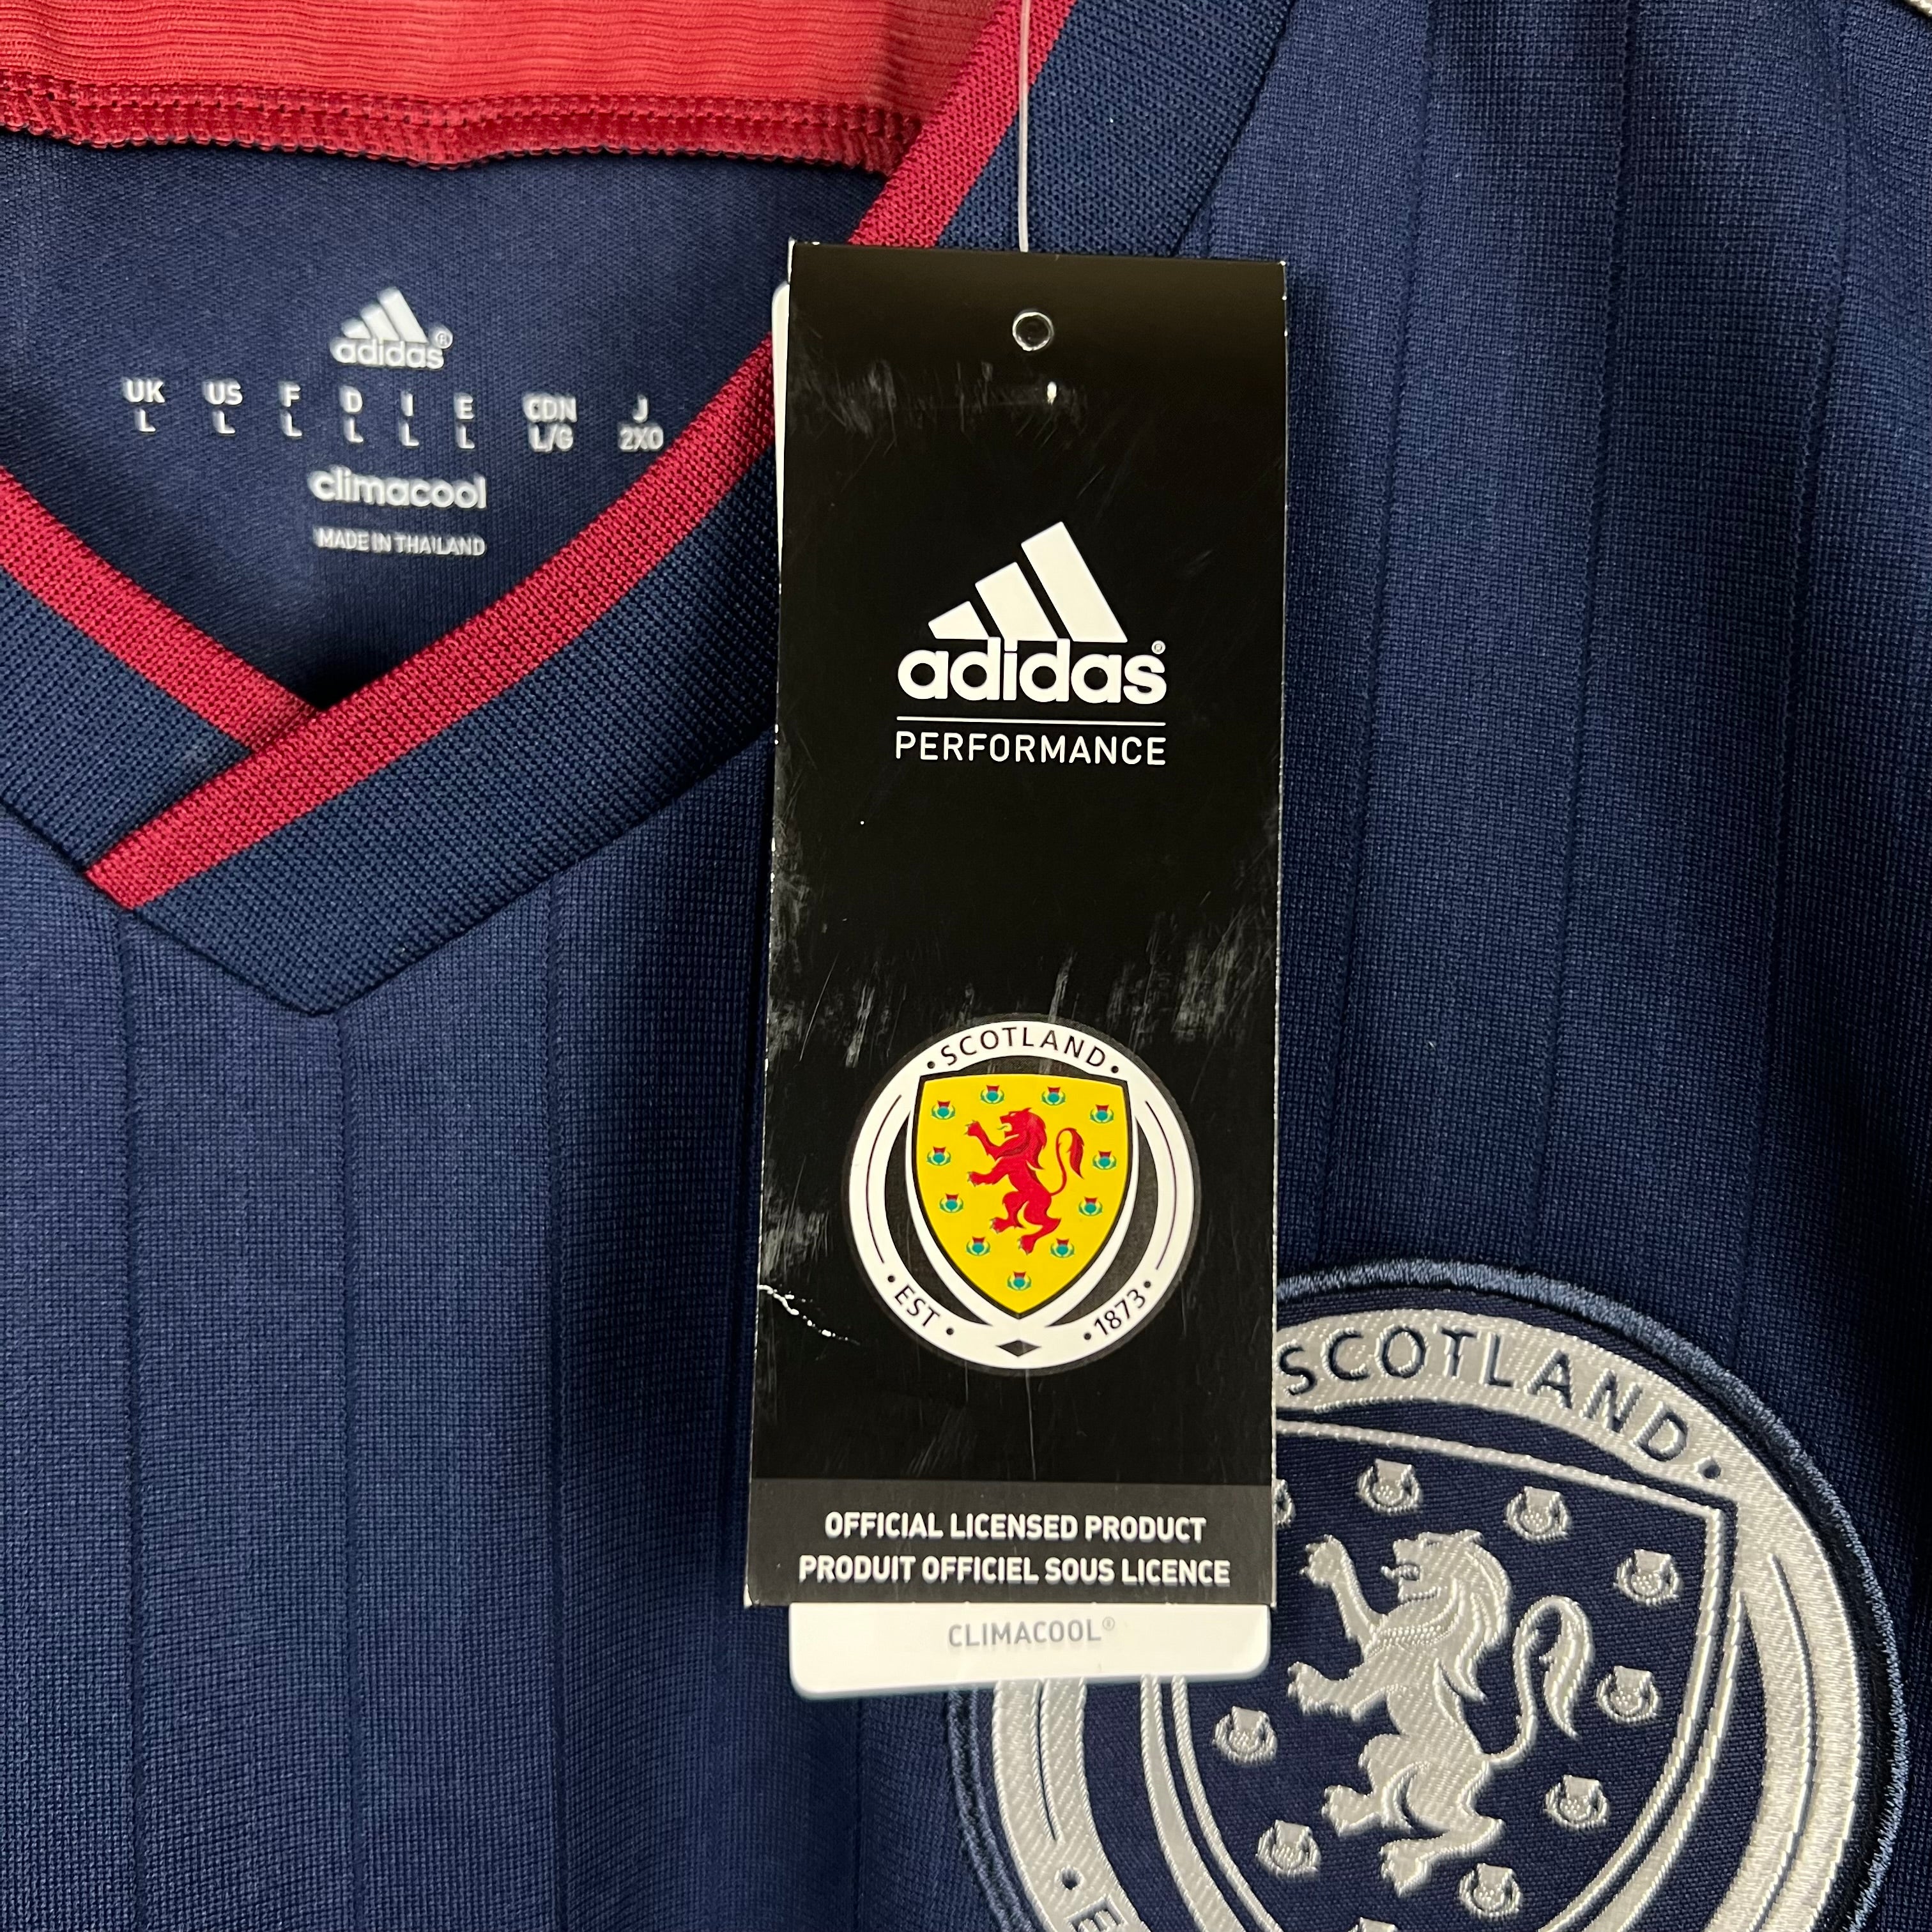 adidas®
UK US F D I E CDN J
L L L L L L L/G 2XO
climacool
MADE IN THAILAND
adidas®
PERFORMANCE
• SCOTLAND •
• EST • • 1873 •
OFFICIAL LICENSED PRODUCT
PRODUIT OFFICIEL SOUS LICENCE
CLIMACOOL®
SCOTLAND •